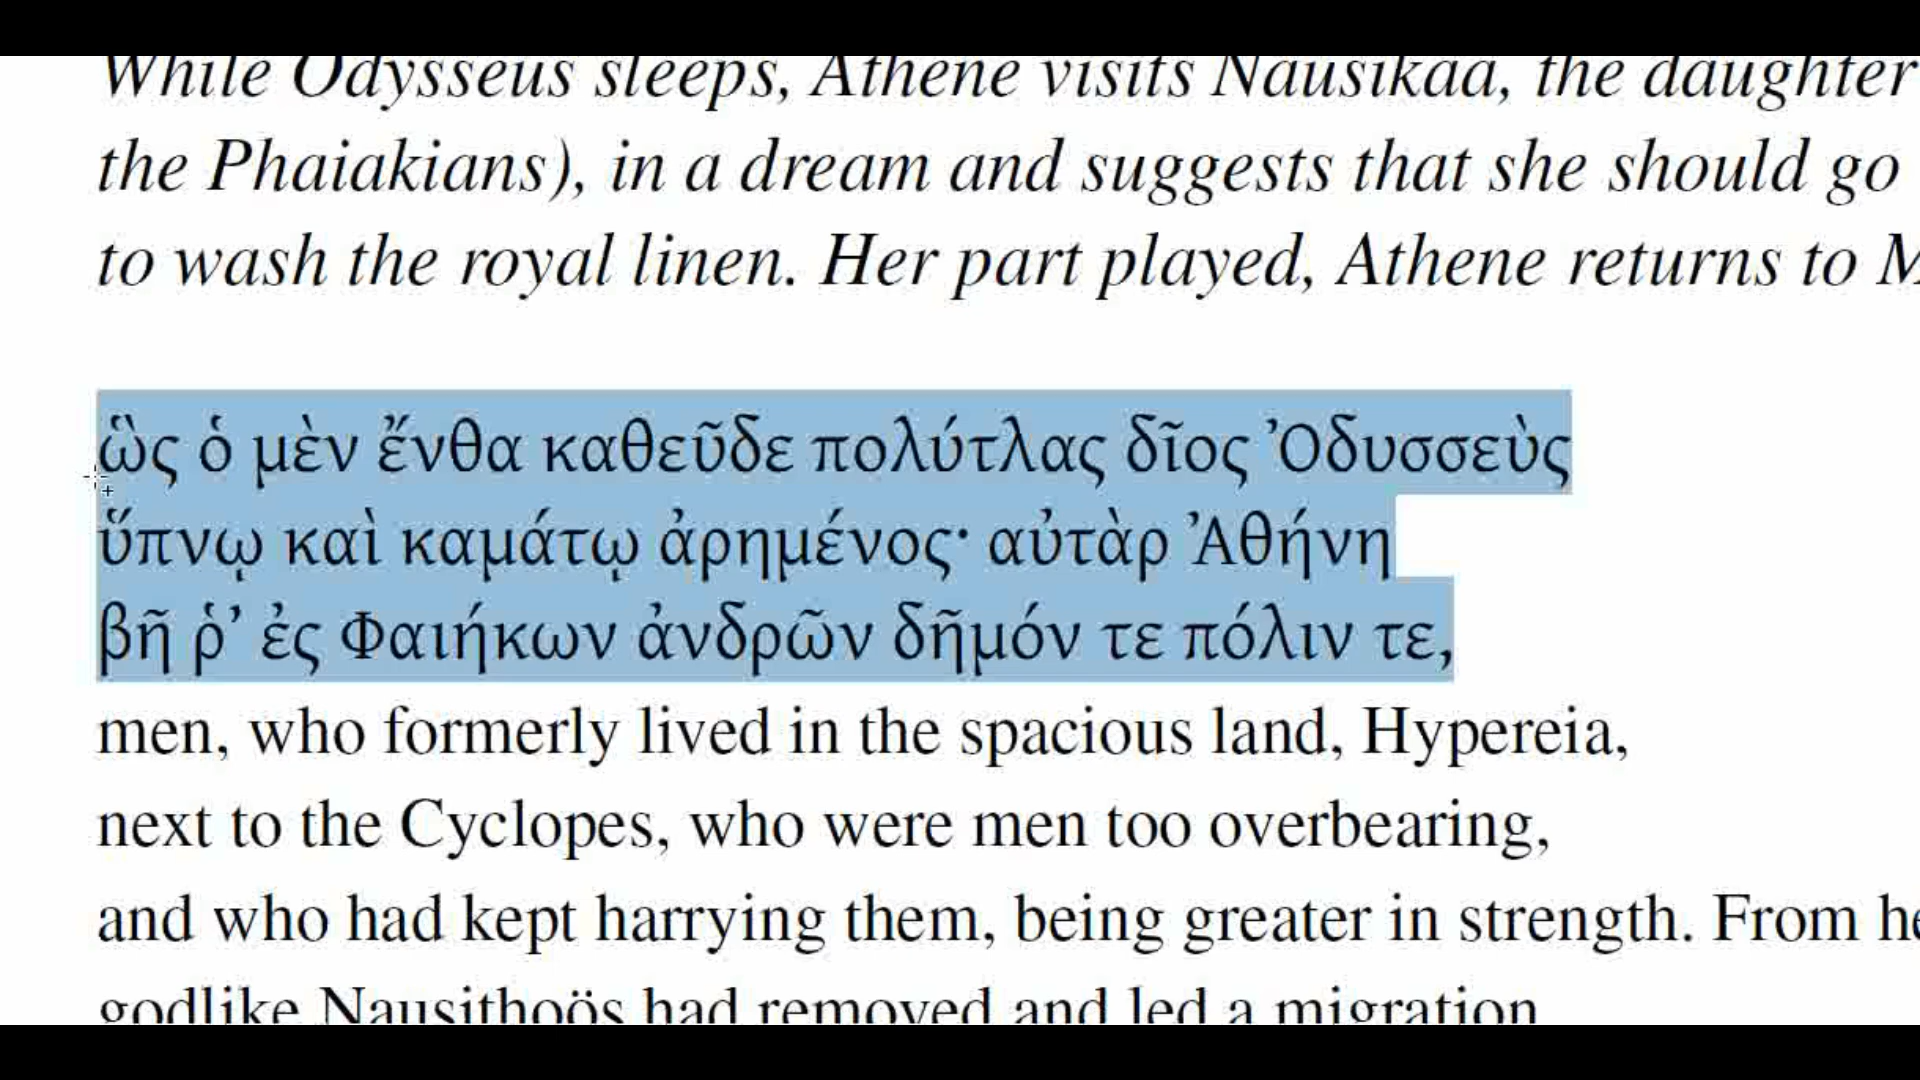 While Odysseus sleeps, Athene visits Nausikaa, the daughter
the Phaiakians), in a dream and suggests that she should go
to wash the royal linen. Her part played, Athene returns to M
ὣς ὁ μὲν ἔνθα καθεῦδε πολύτλας δῖος Ὀδυσσεὺς
ὕπνῳ καὶ καμάτῳ ἀρημένος· αὐτὰρ Ἀθήνη
βῆ ῥ’ ἐς Φαιήκων ἀνδρῶν δῆμόν τε πόλιν τε,
men, who formerly lived in the spacious land, Hypereia,
next to the Cyclopes, who were men too overbearing,
and who had kept harrying them, being greater in strength. From he
godlike Nausithoös had removed and led a migration